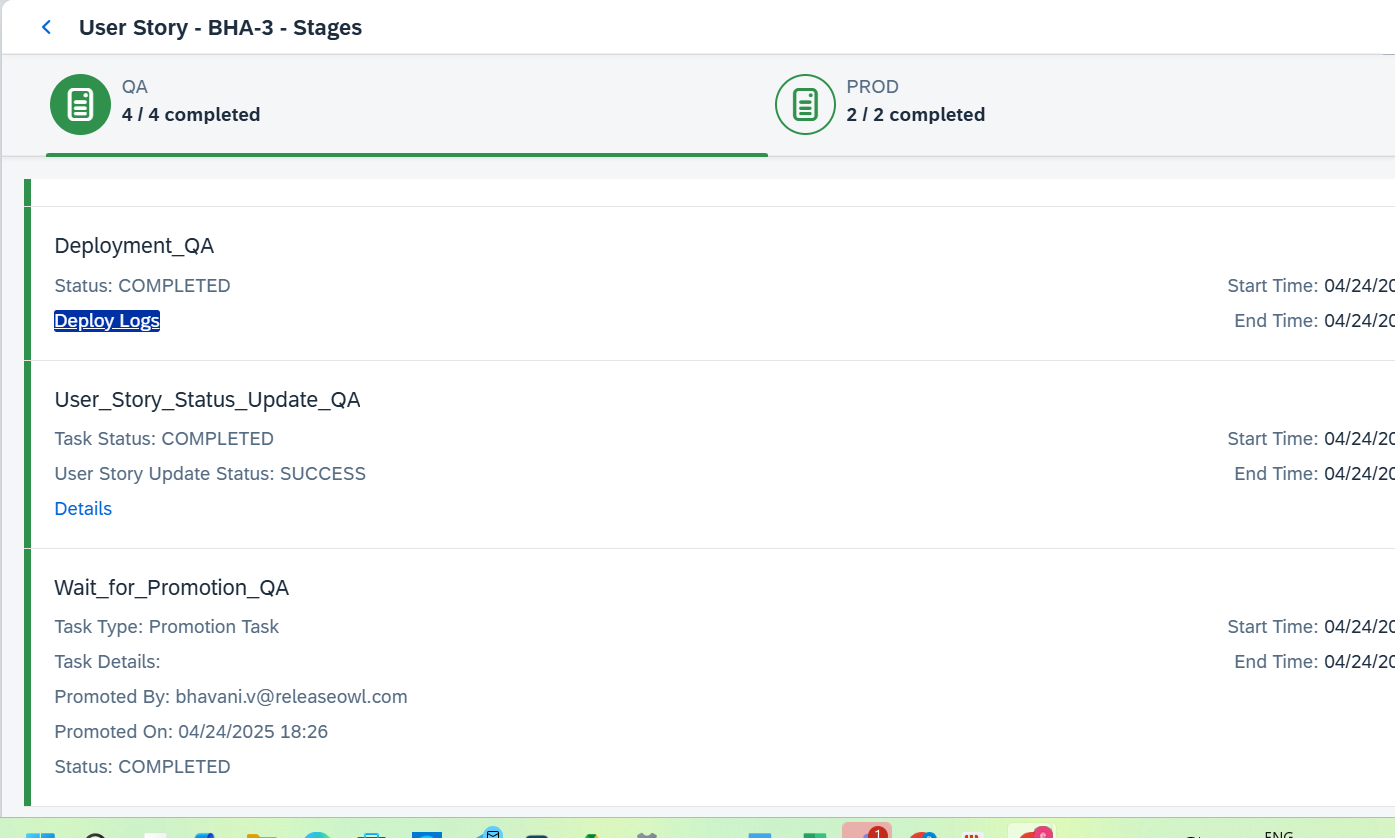 User Story - BHA-3 - Stages
QA
4 / 4 completed
PROD
2 / 2 completed
Deployment_QA
Status: COMPLETED
Start Time: 04/24/20
Deploy Logs
End Time: 04/24/20
User_Story_Status_Update_QA
Task Status: COMPLETED
Start Time: 04/24/20
User Story Update Status: SUCCESS
End Time: 04/24/20
Details
Wait_for_Promotion_QA
Task Type: Promotion Task
Start Time: 04/24/20
Task Details:
End Time: 04/24/20
Promoted By: bhavani.v@releaseowl.com
Promoted On: 04/24/2025 18:26
Status: COMPLETED
1
ENG